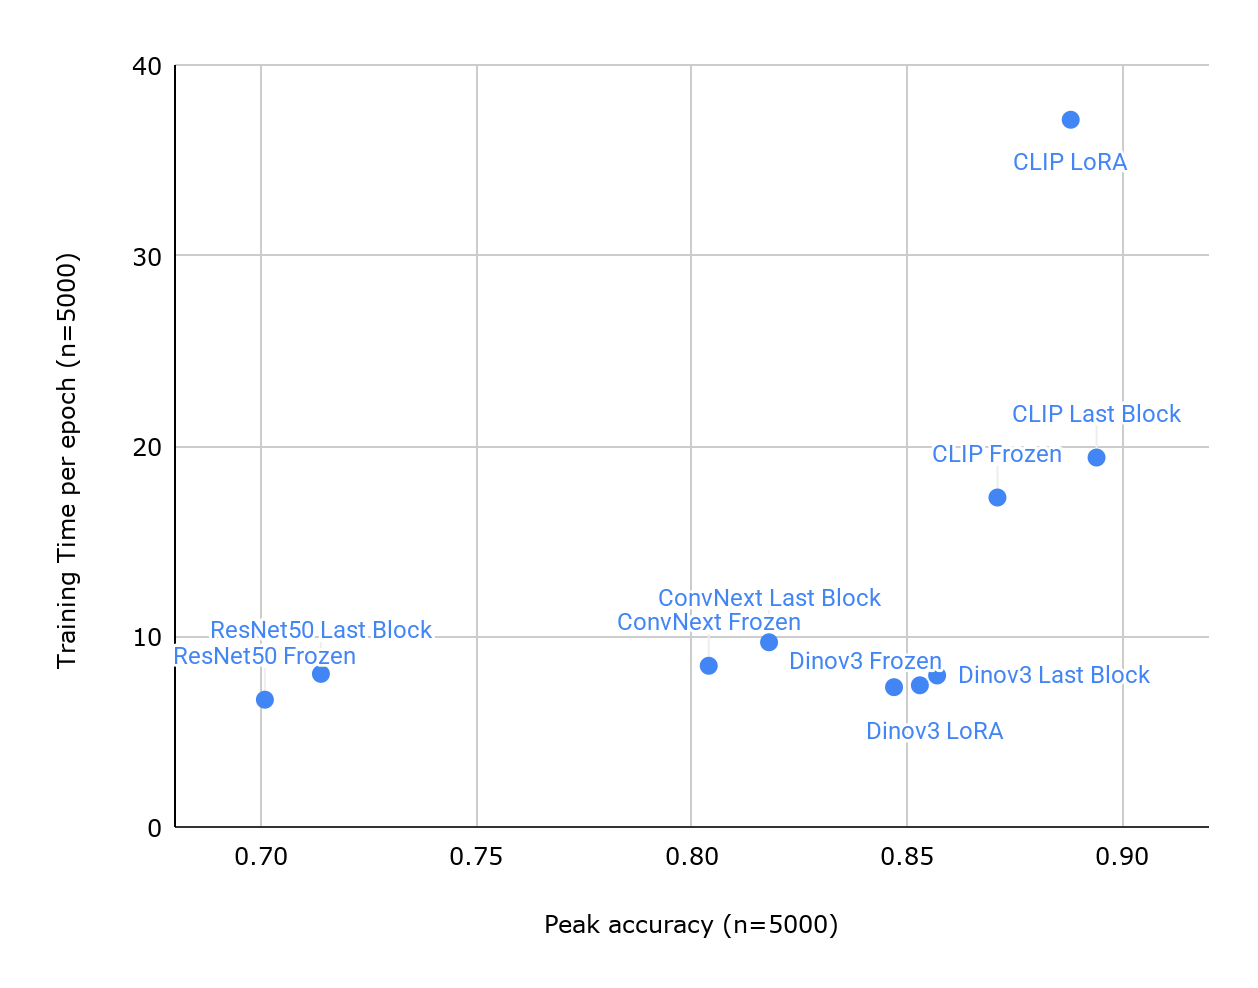 40
CLIP LoRA
30
Training Time per epoch (n=5000)
CLIP Last Block
20
CLIP Frozen
ConvNext Last Block
ConvNext Frozen
10
ResNet50 Last Block
ResNet50 Frozen
Dinov3 Frozen
Dinov3 Last Block
Dinov3 LoRA
0
0.70
0.75
0.80
0.85
0.90
Peak accuracy (n=5000)